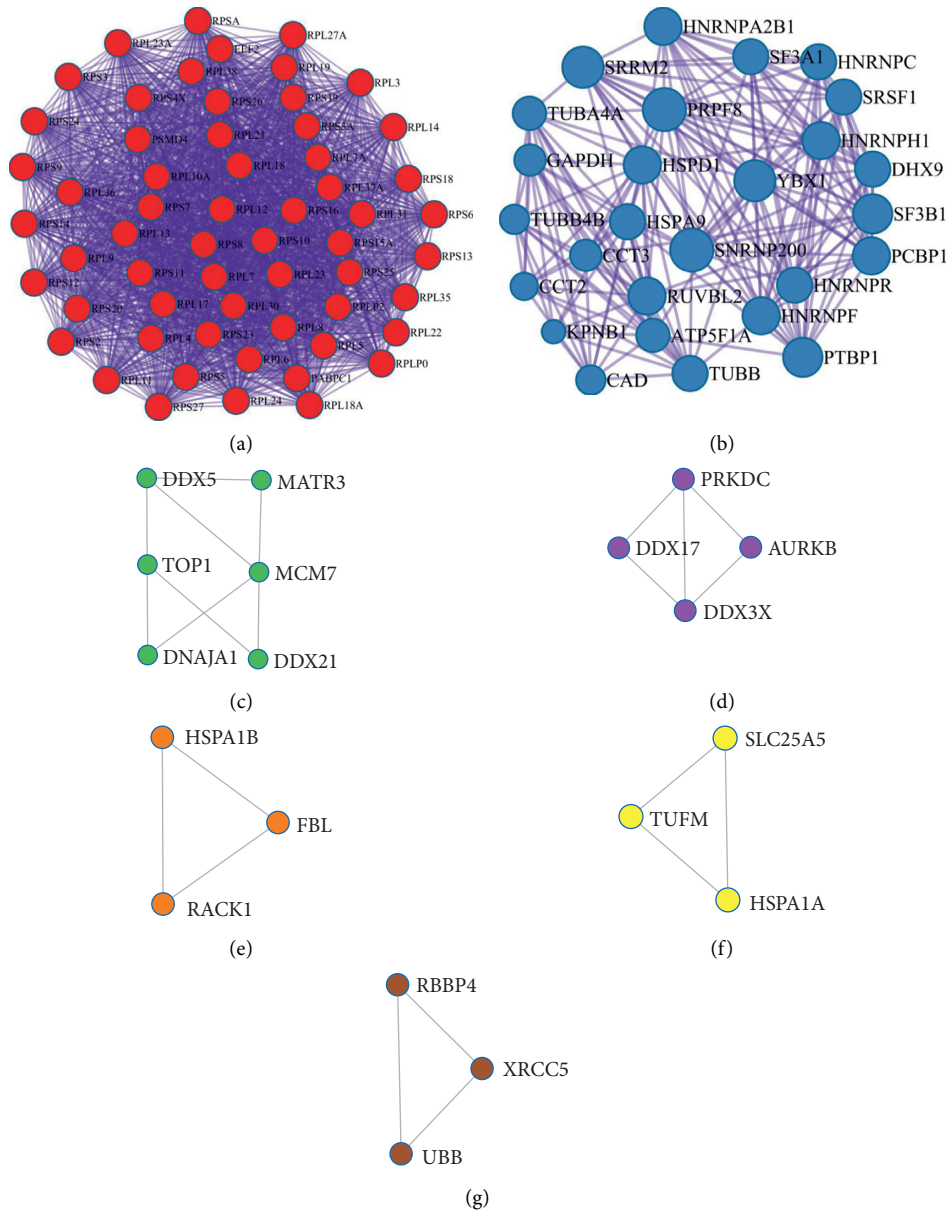 RPSA
RPL23A
EEF2
RPL27A
RPS3
RPL38
RPL19
RPL3
RPS4X
RPS26
RPS19
RPS24
PSMD4
RPL21
RPS3A
RPL14
RPS9
RPL10A
RPL18
RPL7A
RPS18
RPL36
RPS7
RPL12
RPS16
RPL37A
RPL31
RPS6
RPS14
RPL13
RPS8
RPS10
RPS15A
RPS13
RPL9
RPS11
RPL7
RPL23
RPS25
RPS12
RPS20
RPL17
RPL30
RPLP2
RPL35
RPS2
RPL4
RPS23
RPL8
RPL5
RPL22
RPL11
RPS5
RPL6
PABPC1
RPLP0
RPS27
RPL24
RPL18A
(a)
HNRNPA2B1
SRRM2
SF3A1
HNRNPC
TUBA4A
PRPF8
SRSF1
GAPDH
HSPD1
HNRNPH1
YBX1
DHX9
TUBB4B
HSPA9
SF3B1
CCT3
SNRNP200
PCBP1
CCT2
RUVBL2
HNRNPR
KPNB1
ATP5F1A
HNRNPF
CAD
TUBB
PTBP1
(b)
DDX5
MATR3
TOP1
MCM7
DNAJA1
DDX21
(c)
PRKDC
DDX17
AURKB
DDX3X
(d)
HSPA1B
FBL
RACK1
(e)
SLC25A5
TUFM
HSPA1A
(f)
RBBP4
XRCC5
UBB
(g)